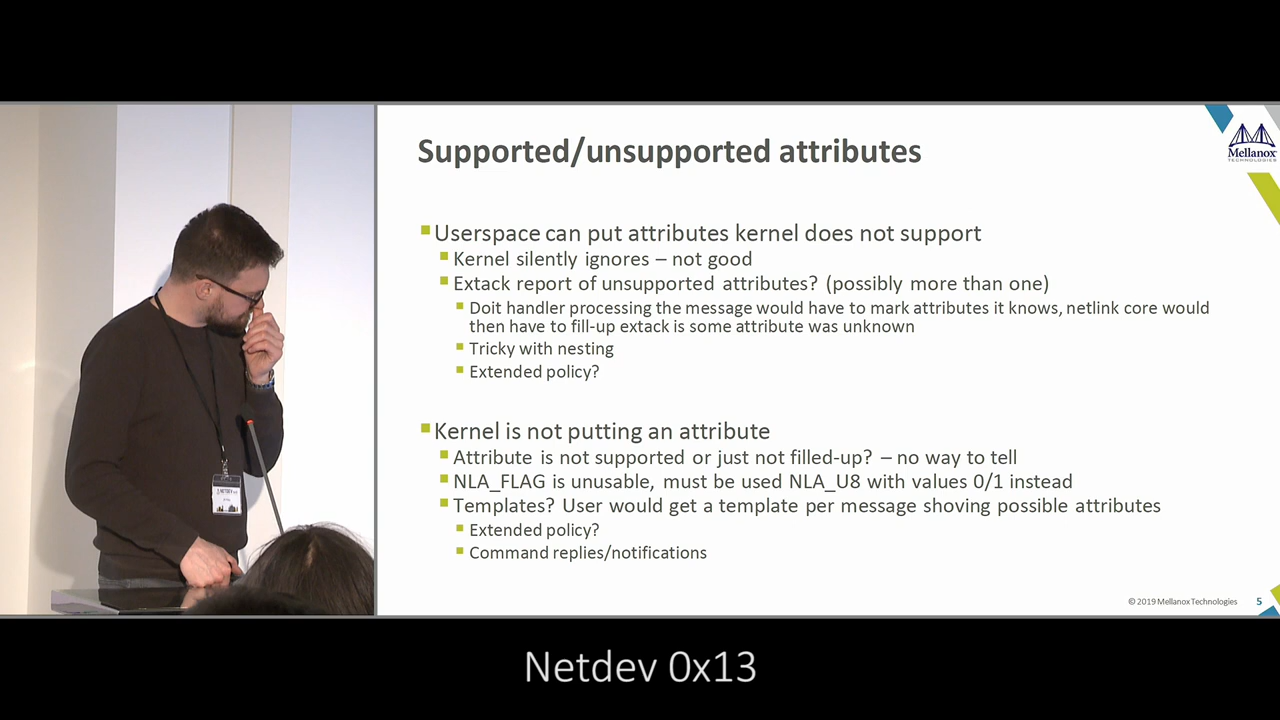 Supported/unsupported attributes
Mellanox
TECHNOLOGIES
Userspace can put attributes kernel does not support
Kernel silently ignores – not good
Extack report of unsupported attributes? (possibly more than one)
Doit handler processing the message would have to mark attributes it knows, netlink core would
then have to fill-up extack is some attribute was unknown
Tricky with nesting
Extended policy?
Kernel is not putting an attribute
Attribute is not supported or just not filled-up? – no way to tell
NLA_FLAG is unusable, must be used NLA_U8 with values 0/1 instead
Templates? User would get a template per message shoving possible attributes
Extended policy?
Command replies/notifications
© 2019 Mellanox Technologies
5
NETDEV
Netdev 0x13